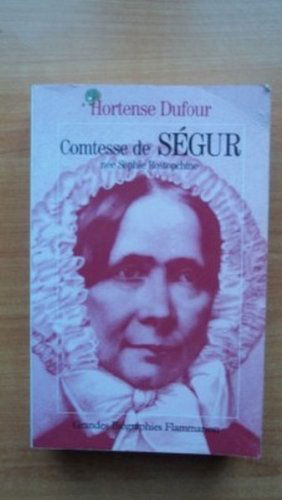 Hortense Dufour
Comtesse de SÉGUR
née Sophie Rostopchine
Grandes Biographies Flammarion